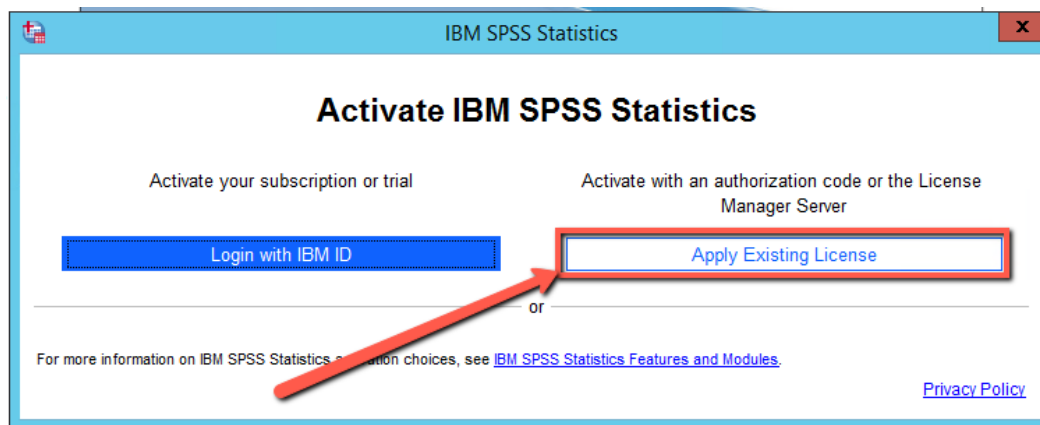 IBM SPSS Statistics
x
Activate IBM SPSS Statistics
Activate your subscription or trial
Activate with an authorization code or the License
Manager Server
Login with IBM ID
Apply Existing License
or
For more information on IBM SPSS Statistics choices, see IBM SPSS Statistics Features and Modules.
Privacy Policy